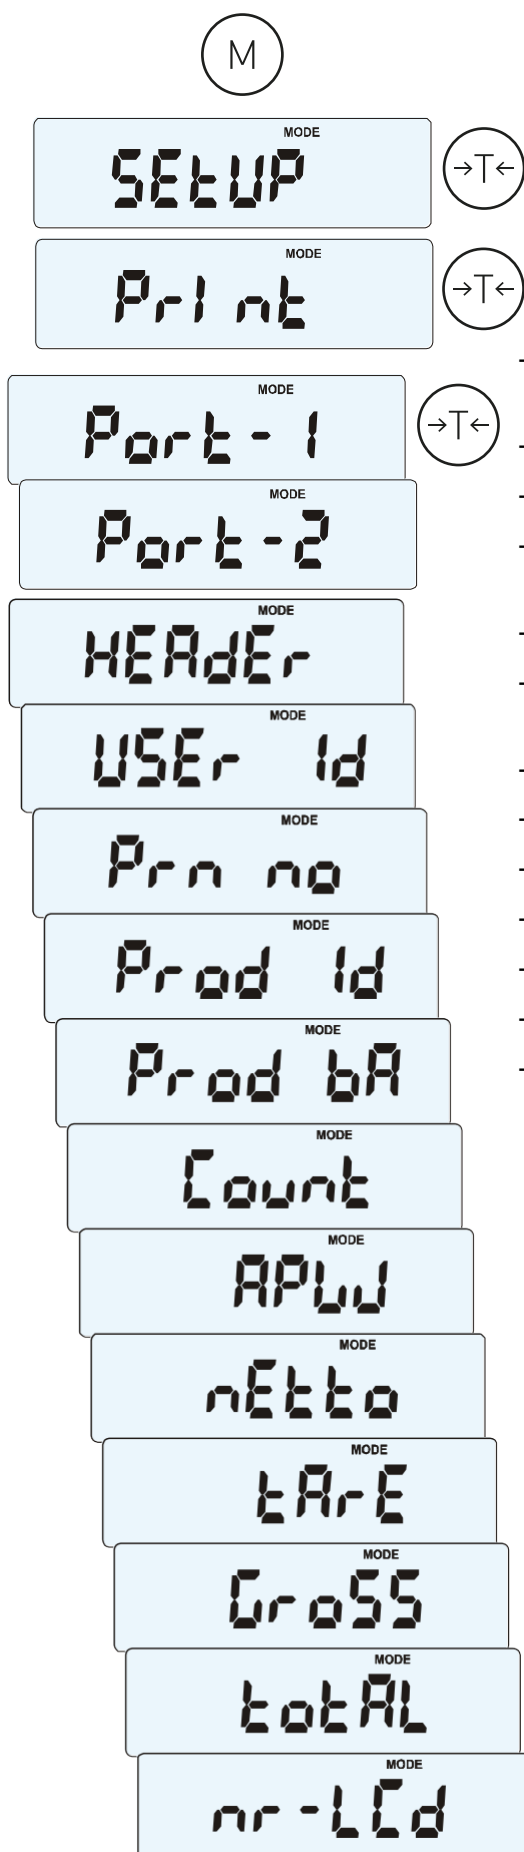 M
MODE
SEtUP →T←
MODE
PrInt →T←
MODE
Port-1 →T←
MODE
Port-2
MODE
HEAdEr
MODE
USEr Id
MODE
Prn no
MODE
Prod Id
MODE
Prod bA
MODE
Count
MODE
APW
MODE
nEtto
MODE
tArE
MODE
GroSS
MODE
totAL
MODE
nr-LCd